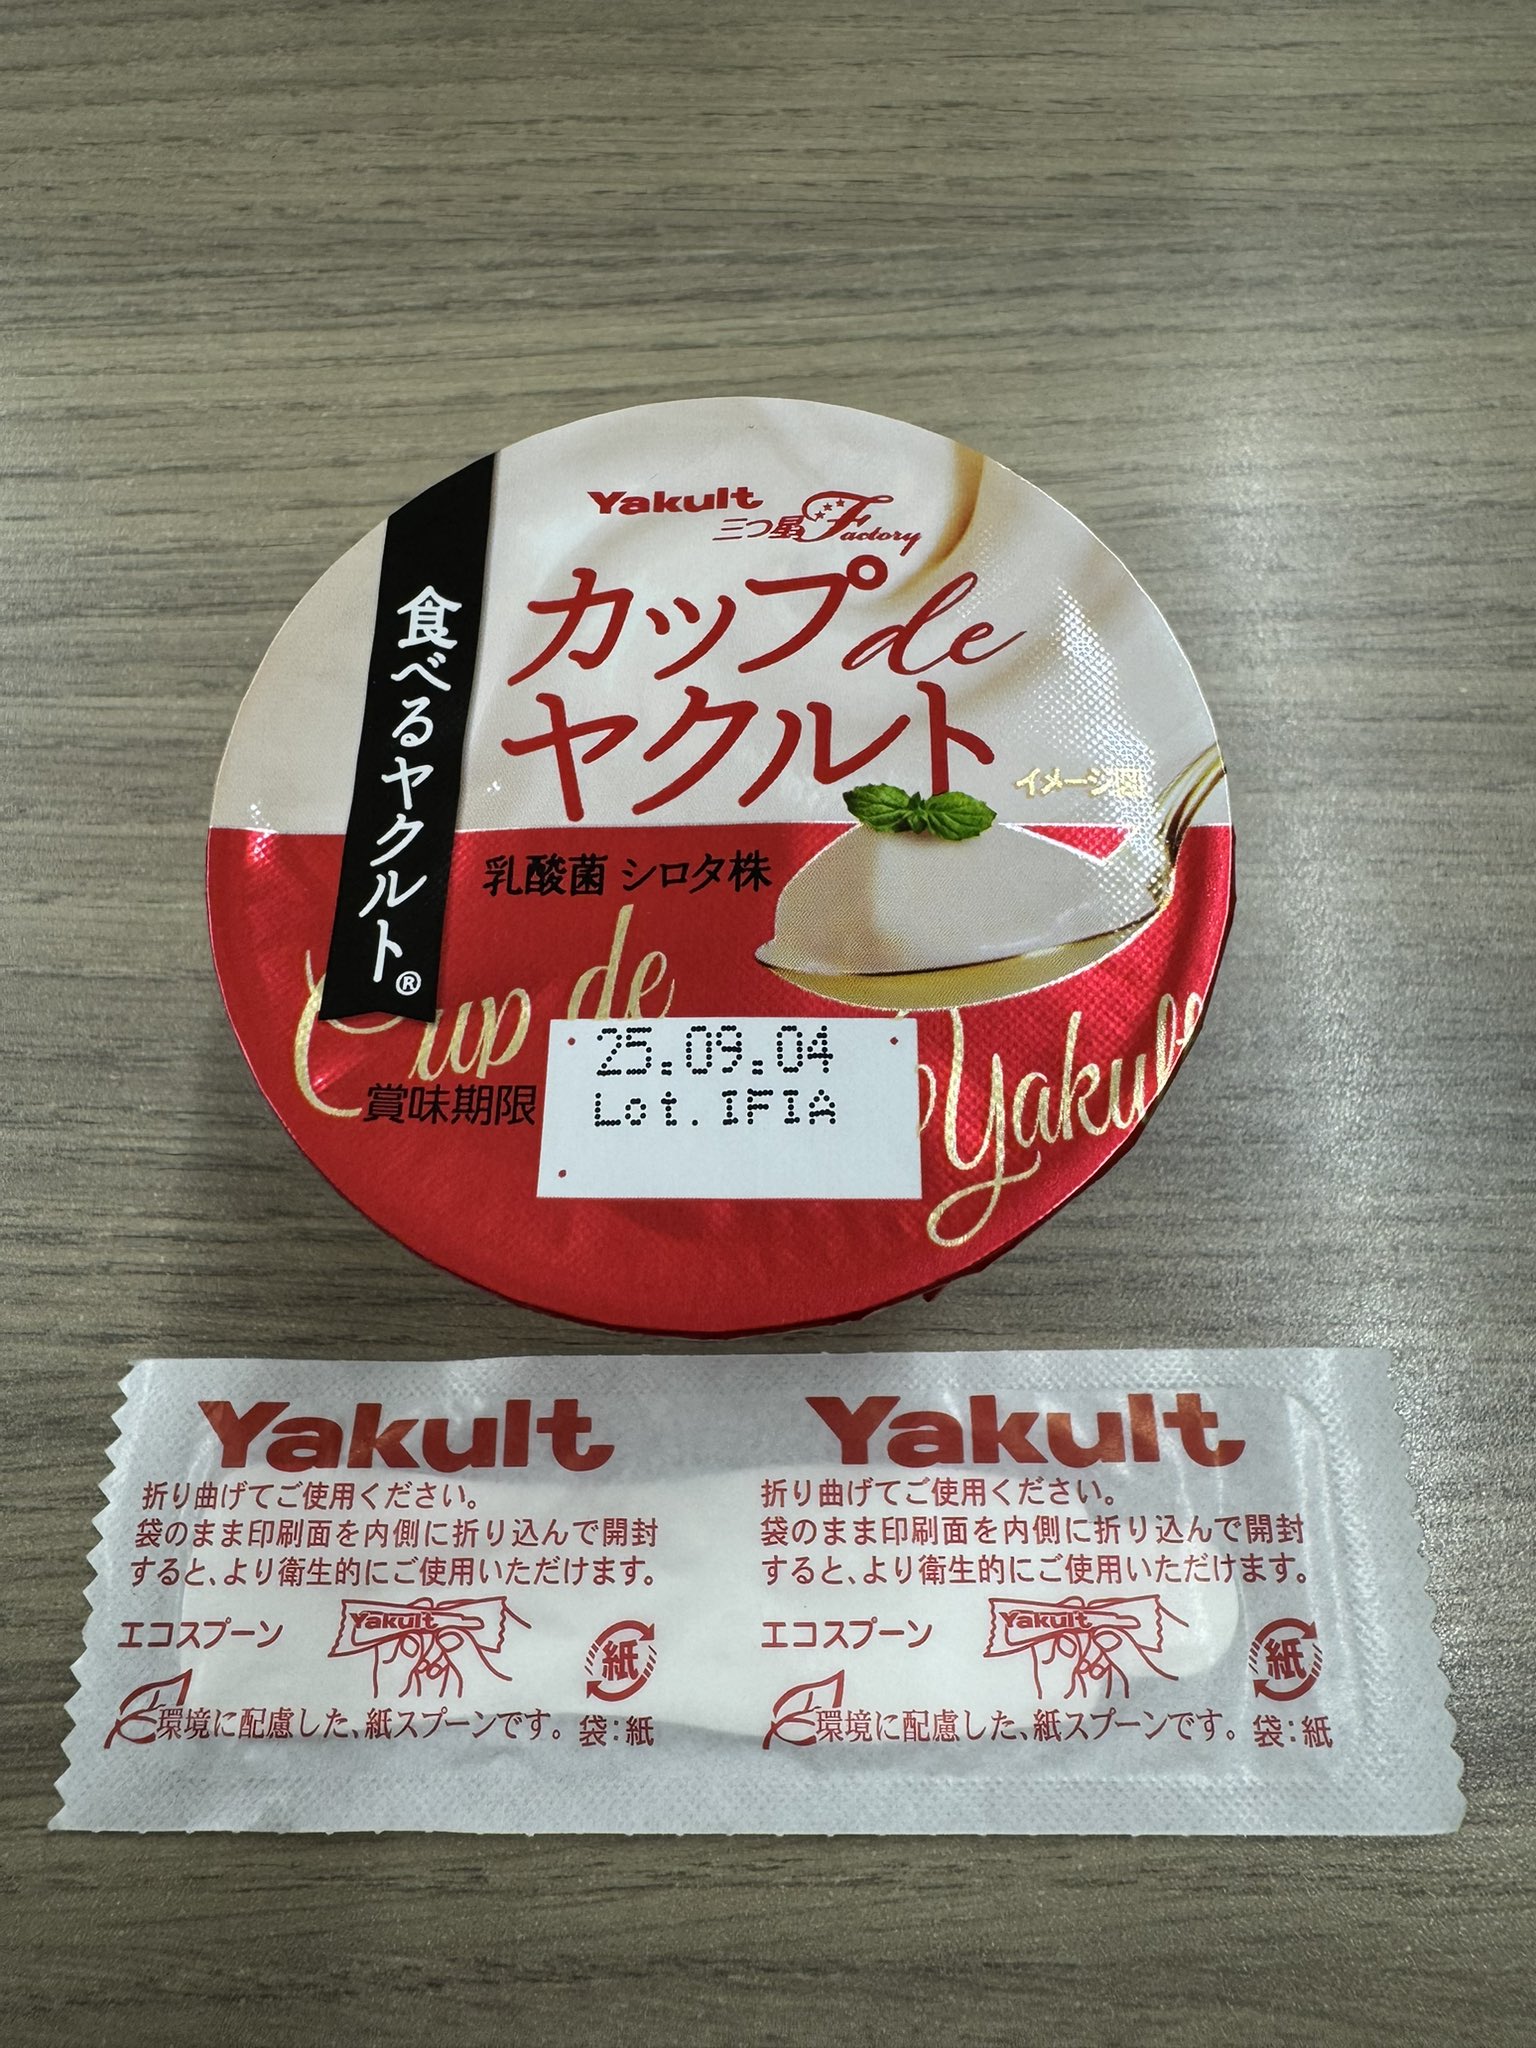 Yakult
三つ星Factory
カップde
ヤクルト
食べるヤクルト®
イメージ図
乳酸菌 シロタ株
Cup de Yakult
賞味期限
25.09.04
Lot.IFIA
Yakult
折り曲げてご使用ください。
袋のまま印刷面を内側に折り込んで開封
すると、より衛生的にご使用いただけます。
エコスプーン
Yakult
紙
環境に配慮した、紙スプーンです。
袋:紙
Yakult
折り曲げてご使用ください。
袋のまま印刷面を内側に折り込んで開封
すると、より衛生的にご使用いただけます。
エコスプーン
Yakult
紙
環境に配慮した、紙スプーンです。
袋:紙